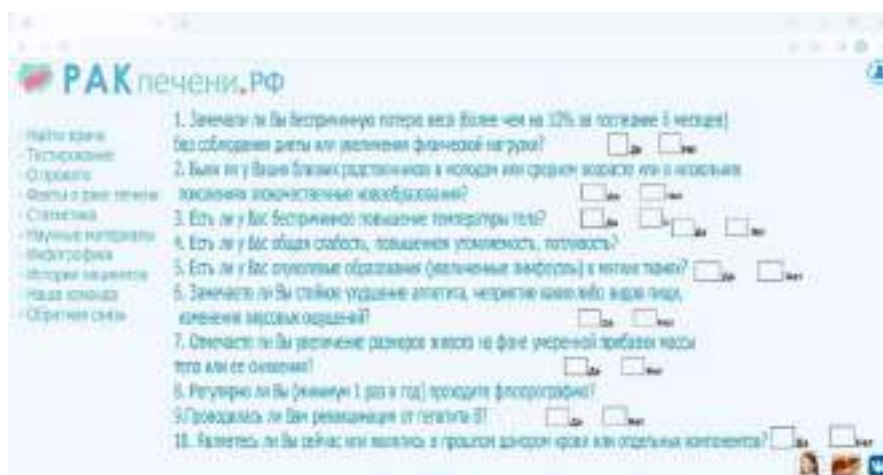 РАК печени.РФ
Найти врача
Тестирование
О проекте
Факты о раке печени
Статистика
Научные материалы
Инфографика
Истории пациентов
Наша команда
Обратная связь
1. Замечали ли Вы беспричинную потерю веса (более чем на 10% за последние 6 месяцев)
без соблюдения диеты или увеличения физической нагрузки? Да Нет
2. Были ли у Ваших близких родственников в молодом или среднем возрасте или в нескольких
поколениях злокачественные новообразования? Да Нет
3. Есть ли у Вас беспричинное повышение температуры тела? Да
Да Нет
4. Есть ли у Вас общая слабость, повышенная утомляемость, потливость?
5. Есть ли у Вас опухолевые образования (увеличенные лимфоузлы) в мягких тканях? Да Нет
6. Замечаете ли Вы стойкое ухудшение аппетита, неприятие каких либо видов пищи,
изменения вкусовых ощущений? Да Нет
7. Отмечаете ли Вы увеличение размеров живота на фоне умеренной прибавки массы
тела или ее снижения? Да Нет
8. Регулярно ли Вы (минимум 1 раз в год) проходите флюорографию?
9.Проводилась ли Вам ревакцинация от гепатита В? Да Нет
10. Являетесь ли Вы сейчас или являлись в прошлом донором крови или отдельных компонентов? Да Нет